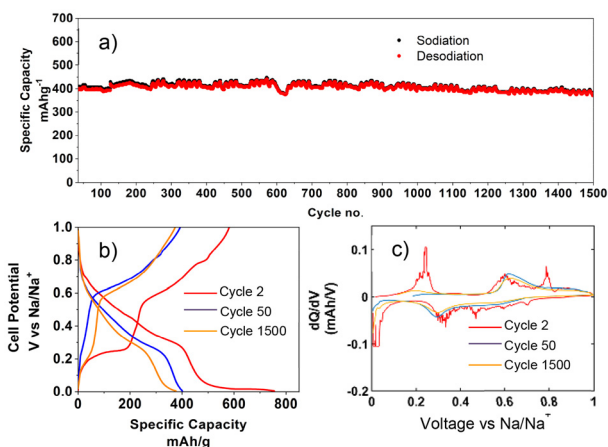 a)
Sodiation
Desodiation
Specific Capacity
mAhg-1
700
600
500
400
300
200
100
0
100 200 300 400 500 600 700 800 900 1000 1100 1200 1300 1400 1500
Cycle no.
b)
Cell Potential
V vs Na/Na+
1.0
0.8
0.6
0.4
0.2
0.0
Cycle 2
Cycle 50
Cycle 1500
0 200 400 600 800
Specific Capacity
mAh/g
c)
dQ/dV
(mAh/V)
0.1
0
-0.1
-0.2
Cycle 2
Cycle 50
Cycle 1500
0 0.2 0.4 0.6 0.8 1
Voltage vs Na/Na+